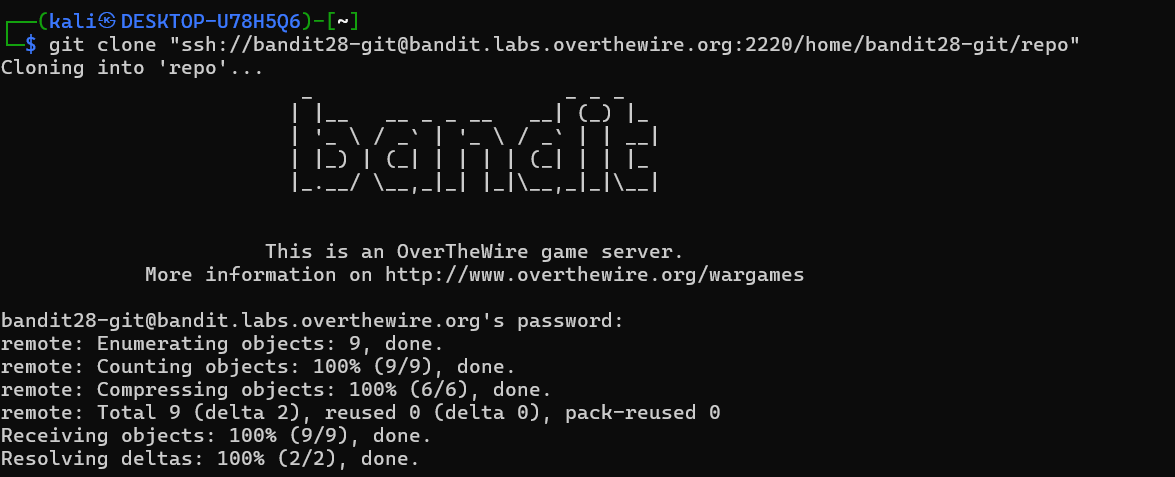 ┌──(kali㉿DESKTOP-U78H5Q6)-[~]
└─$ git clone "ssh://bandit28-git@bandit.labs.overthewire.org:2220/home/bandit28-git/repo"
Cloning into 'repo'...
                         _                     _ _ _
                        | |__   __ _ _ __   __| (_) |_
                        | '_ \ / _` | '_ \ / _` | | __|
                        | |_) | (_| | | | | (_| | | |_
                        |_.__/ \__,_|_| |_|\__,_|_|\__|
                      This is an OverTheWire game server.
            More information on http://www.overthewire.org/wargames
bandit28-git@bandit.labs.overthewire.org's password:
remote: Enumerating objects: 9, done.
remote: Counting objects: 100% (9/9), done.
remote: Compressing objects: 100% (6/6), done.
remote: Total 9 (delta 2), reused 0 (delta 0), pack-reused 0
Receiving objects: 100% (9/9), done.
Resolving deltas: 100% (2/2), done.